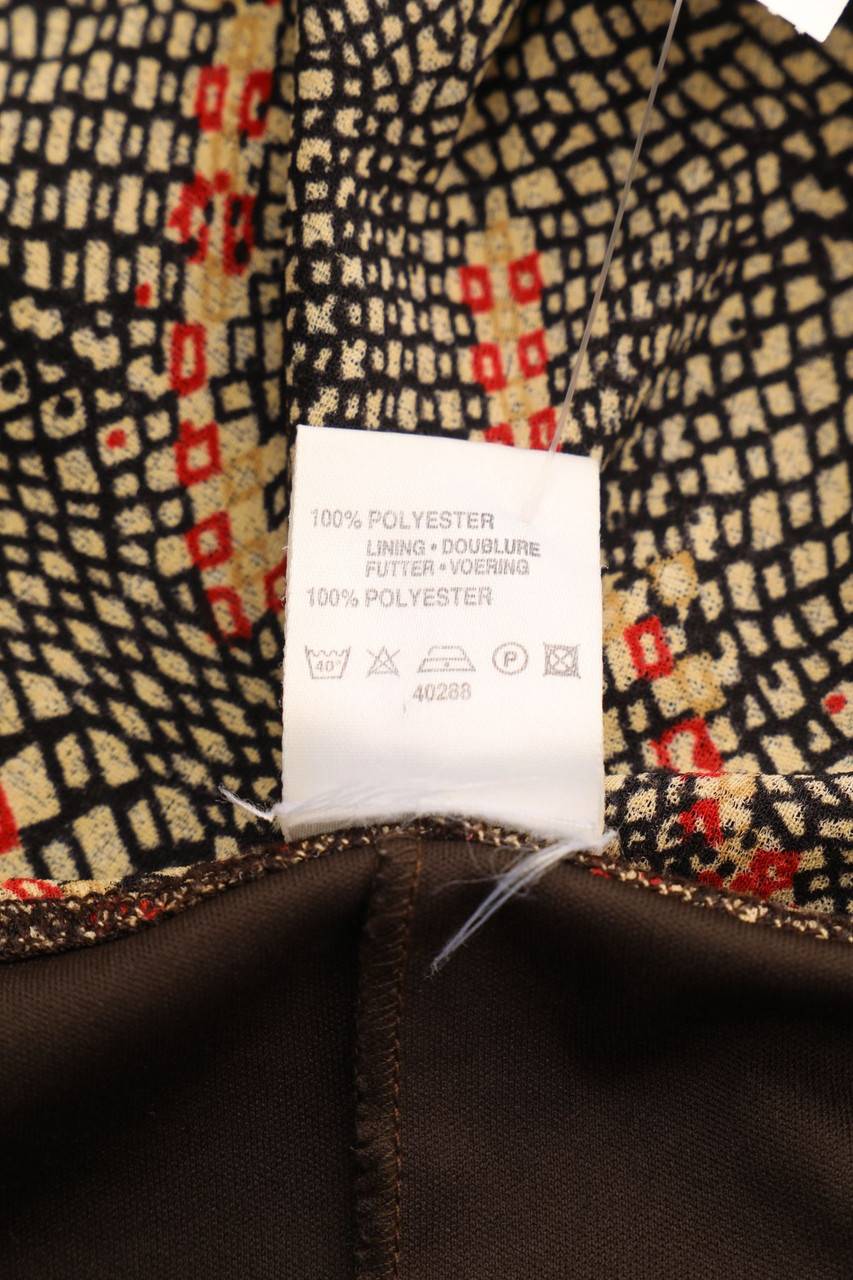 100% POLYESTER
LINING • DOUBLURE
FUTTER • VOERING
100% POLYESTER
40°
P
40288